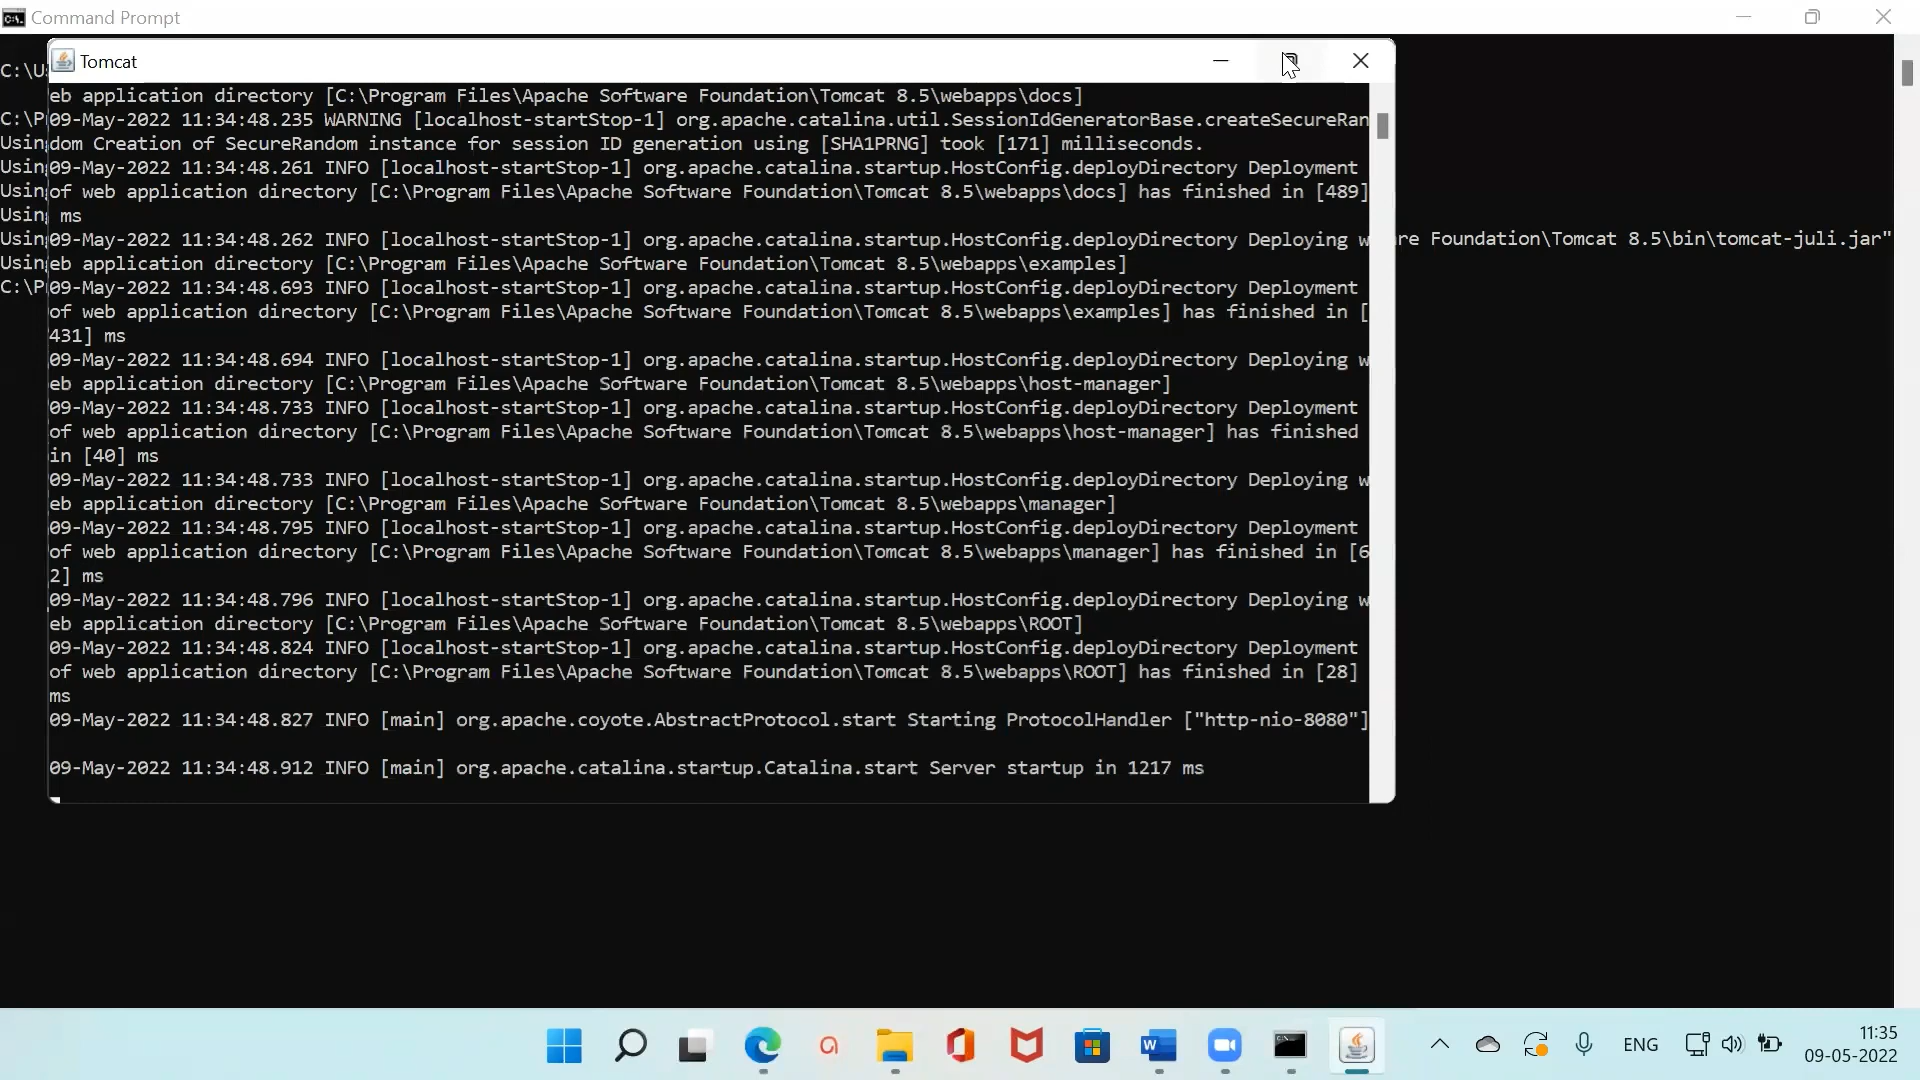 Command Prompt
Tomcat
C:\U
eb application directory [C:\Program Files\Apache Software Foundation\Tomcat 8.5\webapps\docs]
C:\P
09-May-2022 11:34:48.235 WARNING [localhost-startStop-1] org.apache.catalina.util.SessionIdGeneratorBase.createSecureRan
Usin
dom Creation of SecureRandom instance for session ID generation using [SHA1PRNG] took [171] milliseconds.
Usin
09-May-2022 11:34:48.261 INFO [localhost-startStop-1] org.apache.catalina.startup.HostConfig.deployDirectory Deployment
Usin
of web application directory [C:\Program Files\Apache Software Foundation\Tomcat 8.5\webapps\docs] has finished in [489]
Usin
ms
Usin
09-May-2022 11:34:48.262 INFO [localhost-startStop-1] org.apache.catalina.startup.HostConfig.deployDirectory Deploying w
re Foundation\Tomcat 8.5\bin\tomcat-juli.jar"
Usin
eb application directory [C:\Program Files\Apache Software Foundation\Tomcat 8.5\webapps\examples]
C:\P
09-May-2022 11:34:48.693 INFO [localhost-startStop-1] org.apache.catalina.startup.HostConfig.deployDirectory Deployment
of web application directory [C:\Program Files\Apache Software Foundation\Tomcat 8.5\webapps\examples] has finished in [
431] ms
09-May-2022 11:34:48.694 INFO [localhost-startStop-1] org.apache.catalina.startup.HostConfig.deployDirectory Deploying w
eb application directory [C:\Program Files\Apache Software Foundation\Tomcat 8.5\webapps\host-manager]
09-May-2022 11:34:48.733 INFO [localhost-startStop-1] org.apache.catalina.startup.HostConfig.deployDirectory Deployment
of web application directory [C:\Program Files\Apache Software Foundation\Tomcat 8.5\webapps\host-manager] has finished
in [40] ms
09-May-2022 11:34:48.733 INFO [localhost-startStop-1] org.apache.catalina.startup.HostConfig.deployDirectory Deploying w
eb application directory [C:\Program Files\Apache Software Foundation\Tomcat 8.5\webapps\manager]
09-May-2022 11:34:48.795 INFO [localhost-startStop-1] org.apache.catalina.startup.HostConfig.deployDirectory Deployment
of web application directory [C:\Program Files\Apache Software Foundation\Tomcat 8.5\webapps\manager] has finished in [6
2] ms
09-May-2022 11:34:48.796 INFO [localhost-startStop-1] org.apache.catalina.startup.HostConfig.deployDirectory Deploying w
eb application directory [C:\Program Files\Apache Software Foundation\Tomcat 8.5\webapps\ROOT]
09-May-2022 11:34:48.824 INFO [localhost-startStop-1] org.apache.catalina.startup.HostConfig.deployDirectory Deployment
of web application directory [C:\Program Files\Apache Software Foundation\Tomcat 8.5\webapps\ROOT] has finished in [28]
ms
09-May-2022 11:34:48.827 INFO [main] org.apache.coyote.AbstractProtocol.start Starting ProtocolHandler ["http-nio-8080"]
09-May-2022 11:34:48.912 INFO [main] org.apache.catalina.startup.Catalina.start Server startup in 1217 ms
ENG
11:35
09-05-2022